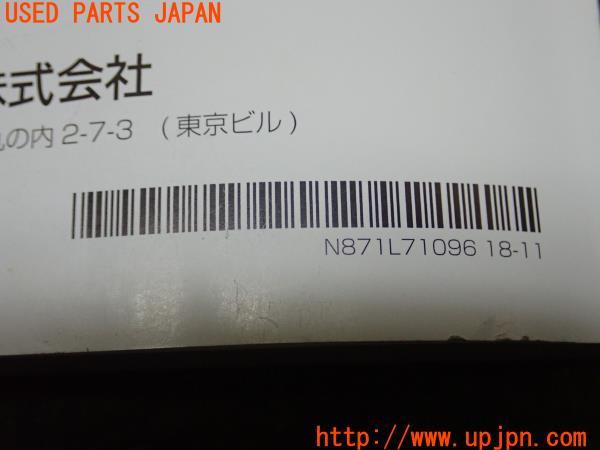 USED PARTS JAPAN
株式会社
丸の内 2-7-3 (東京ビル)
N871L71096 18-11
http://www.upjpn.com/